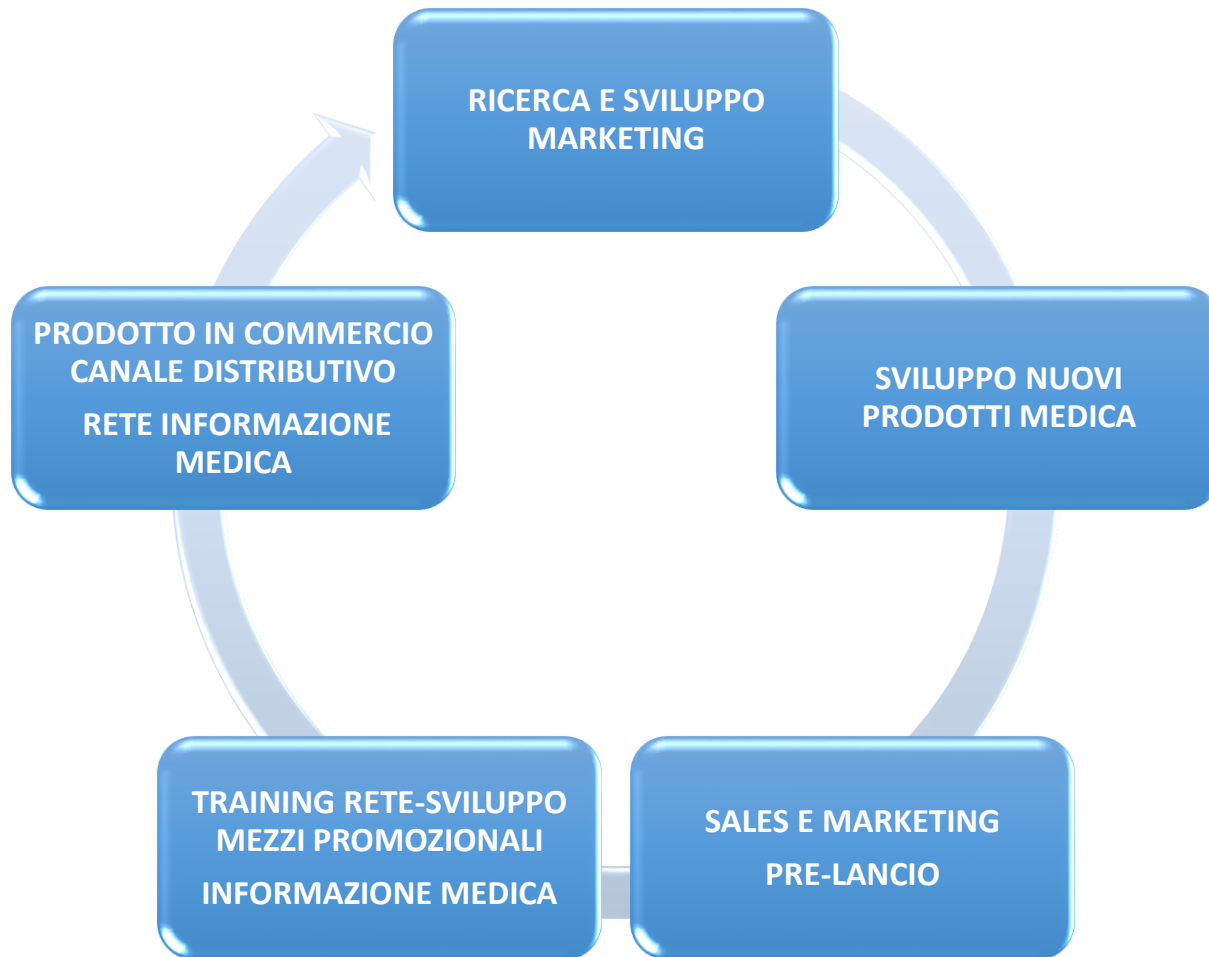 RICERCA E SVILUPPO
MARKETING
SVILUPPO NUOVI
PRODOTTI MEDICA
SALES E MARKETING
PRE-LANCIO
TRAINING RETE-SVILUPPO
MEZZI PROMOZIONALI
INFORMAZIONE MEDICA
PRODOTTO IN COMMERCIO
CANALE DISTRIBUTIVO
RETE INFORMAZIONE
MEDICA